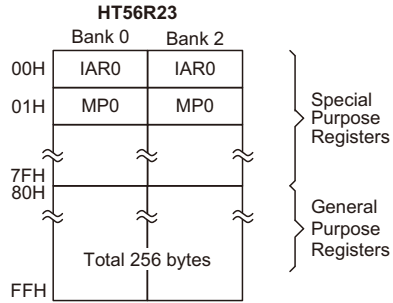 HT56R23
Bank 0 Bank 2
00H IAR0 IAR0
01H MP0 MP0
Special
Purpose
Registers
7FH
80H
General
Purpose
Registers
Total 256 bytes
FFH